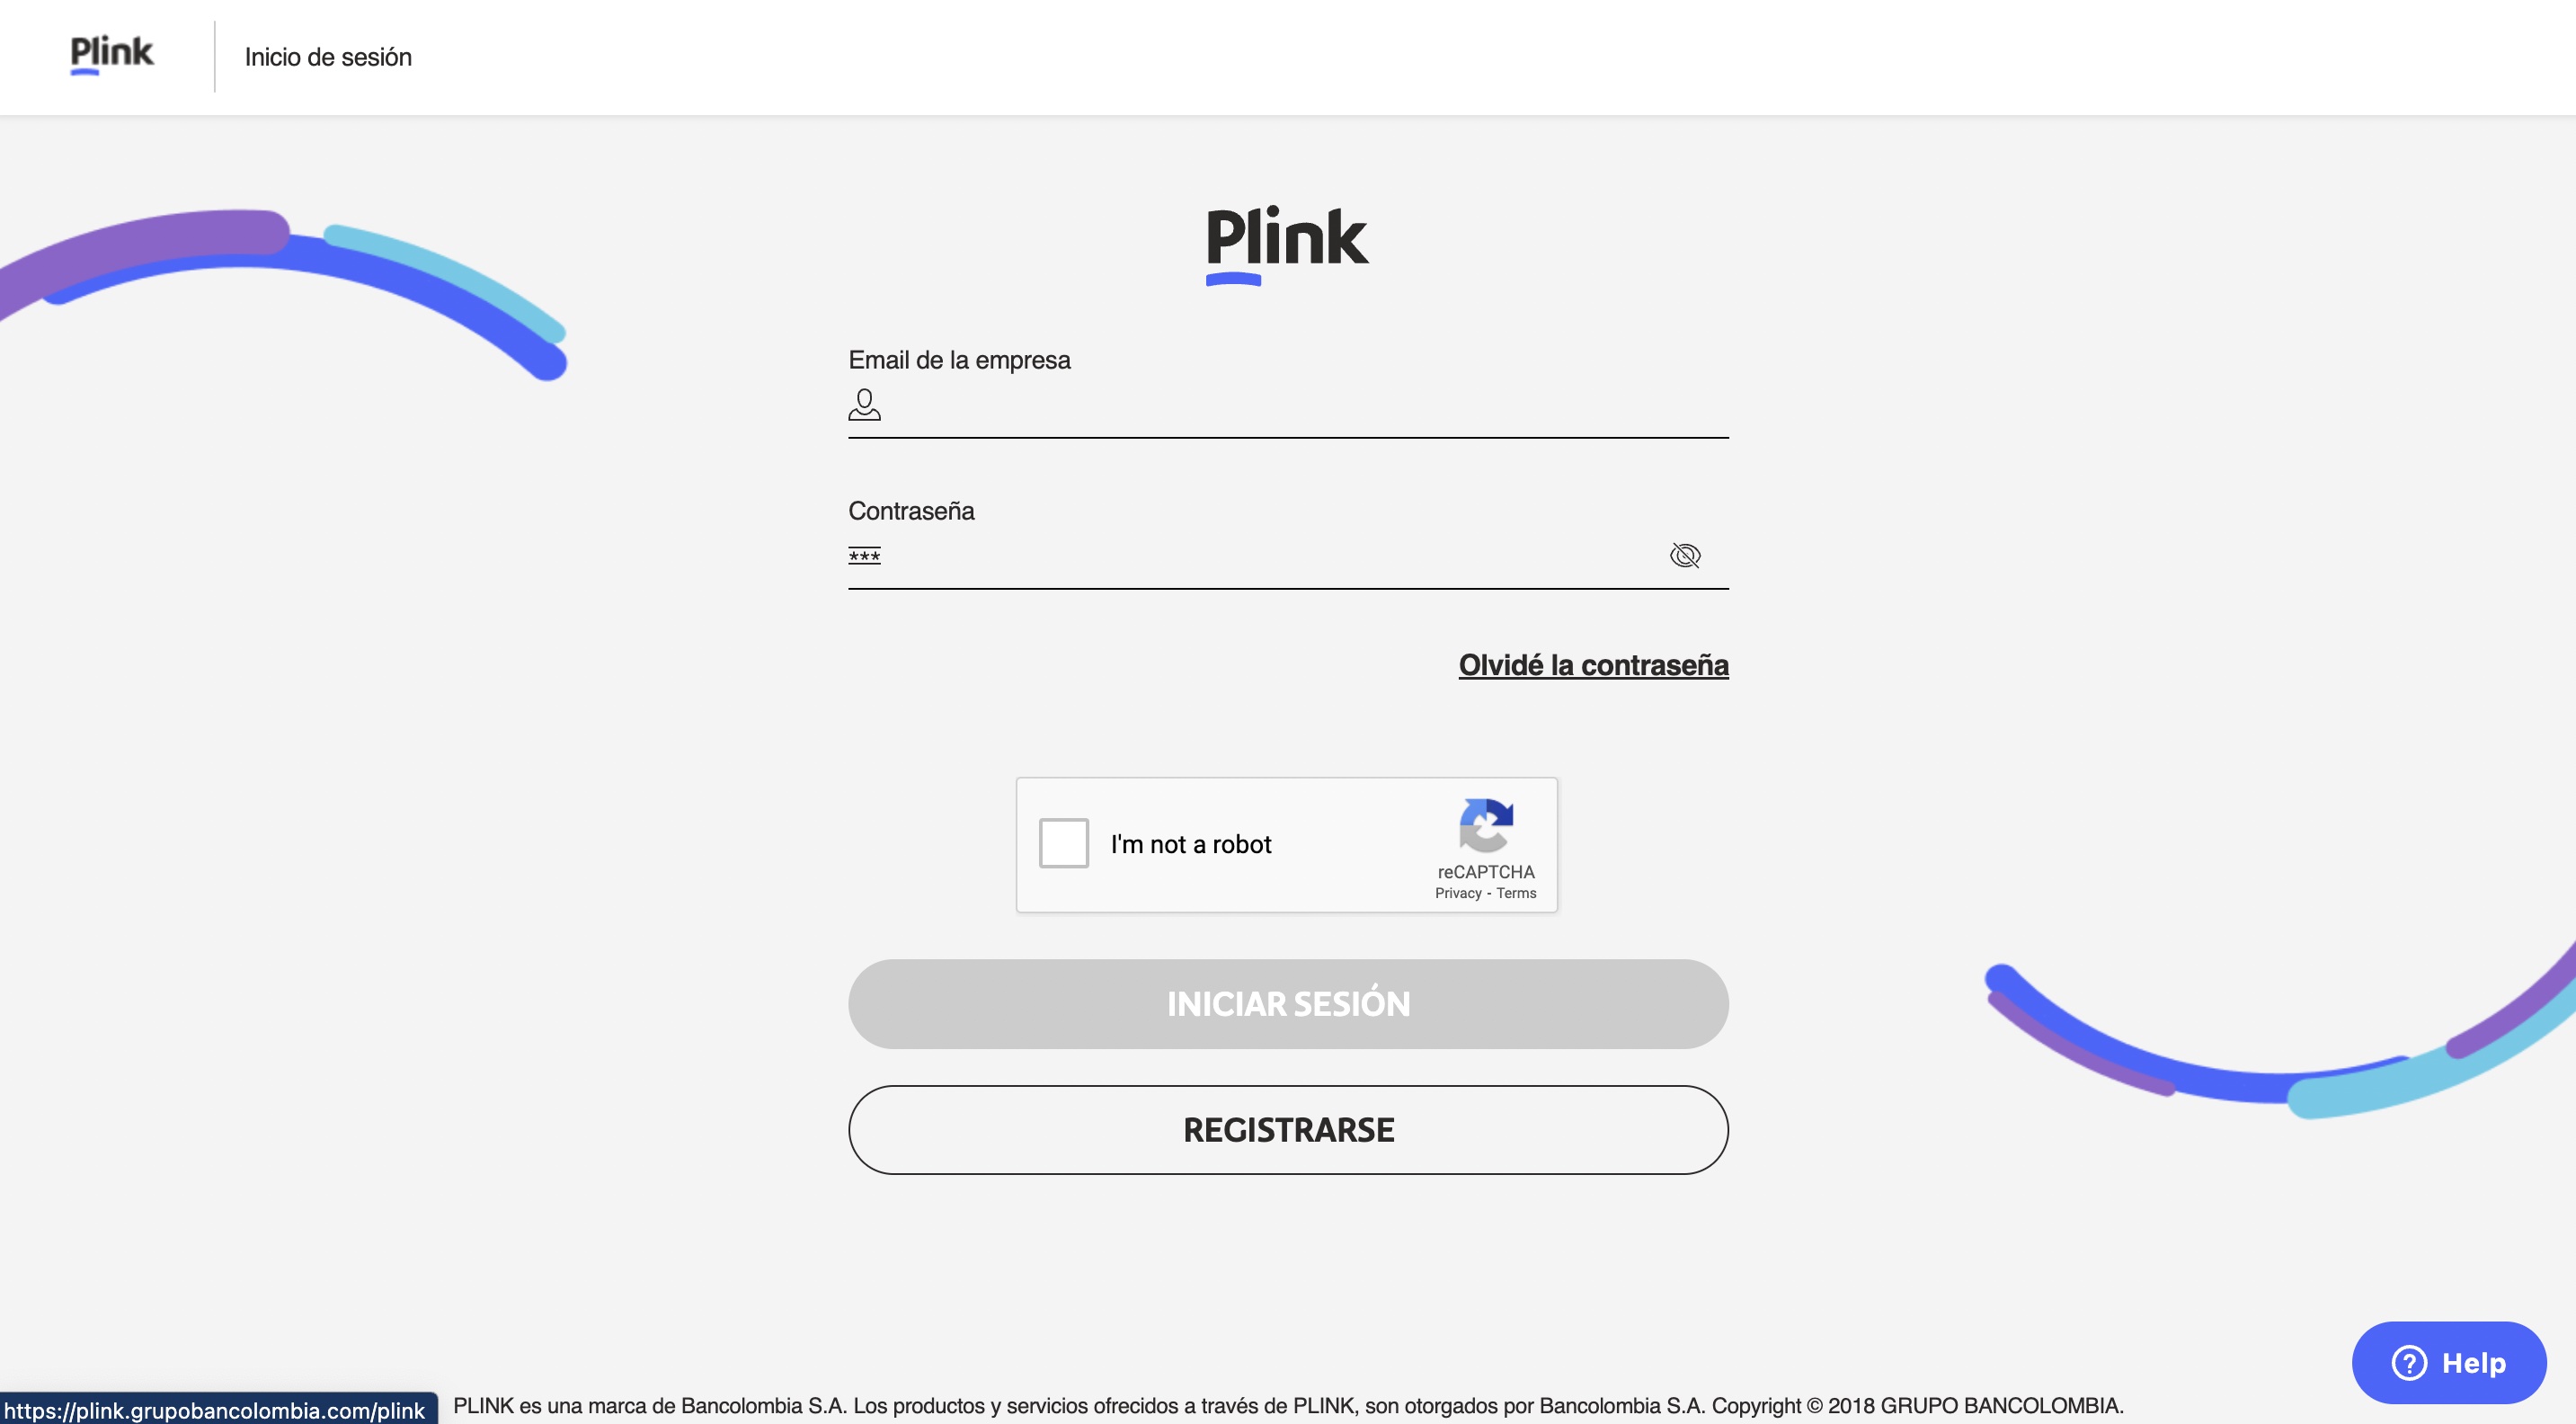 Plink
Inicio de sesión
Plink
Email de la empresa
Contraseña
***
Olvidé la contraseña
I'm not a robot
reCAPTCHA
Privacy - Terms
INICIAR SESIÓN
REGISTRARSE
? Help
https://plink.grupobancolombia.com/plink
PLINK es una marca de Bancolombia S.A. Los productos y servicios ofrecidos a través de PLINK, son otorgados por Bancolombia S.A. Copyright © 2018 GRUPO BANCOLOMBIA.